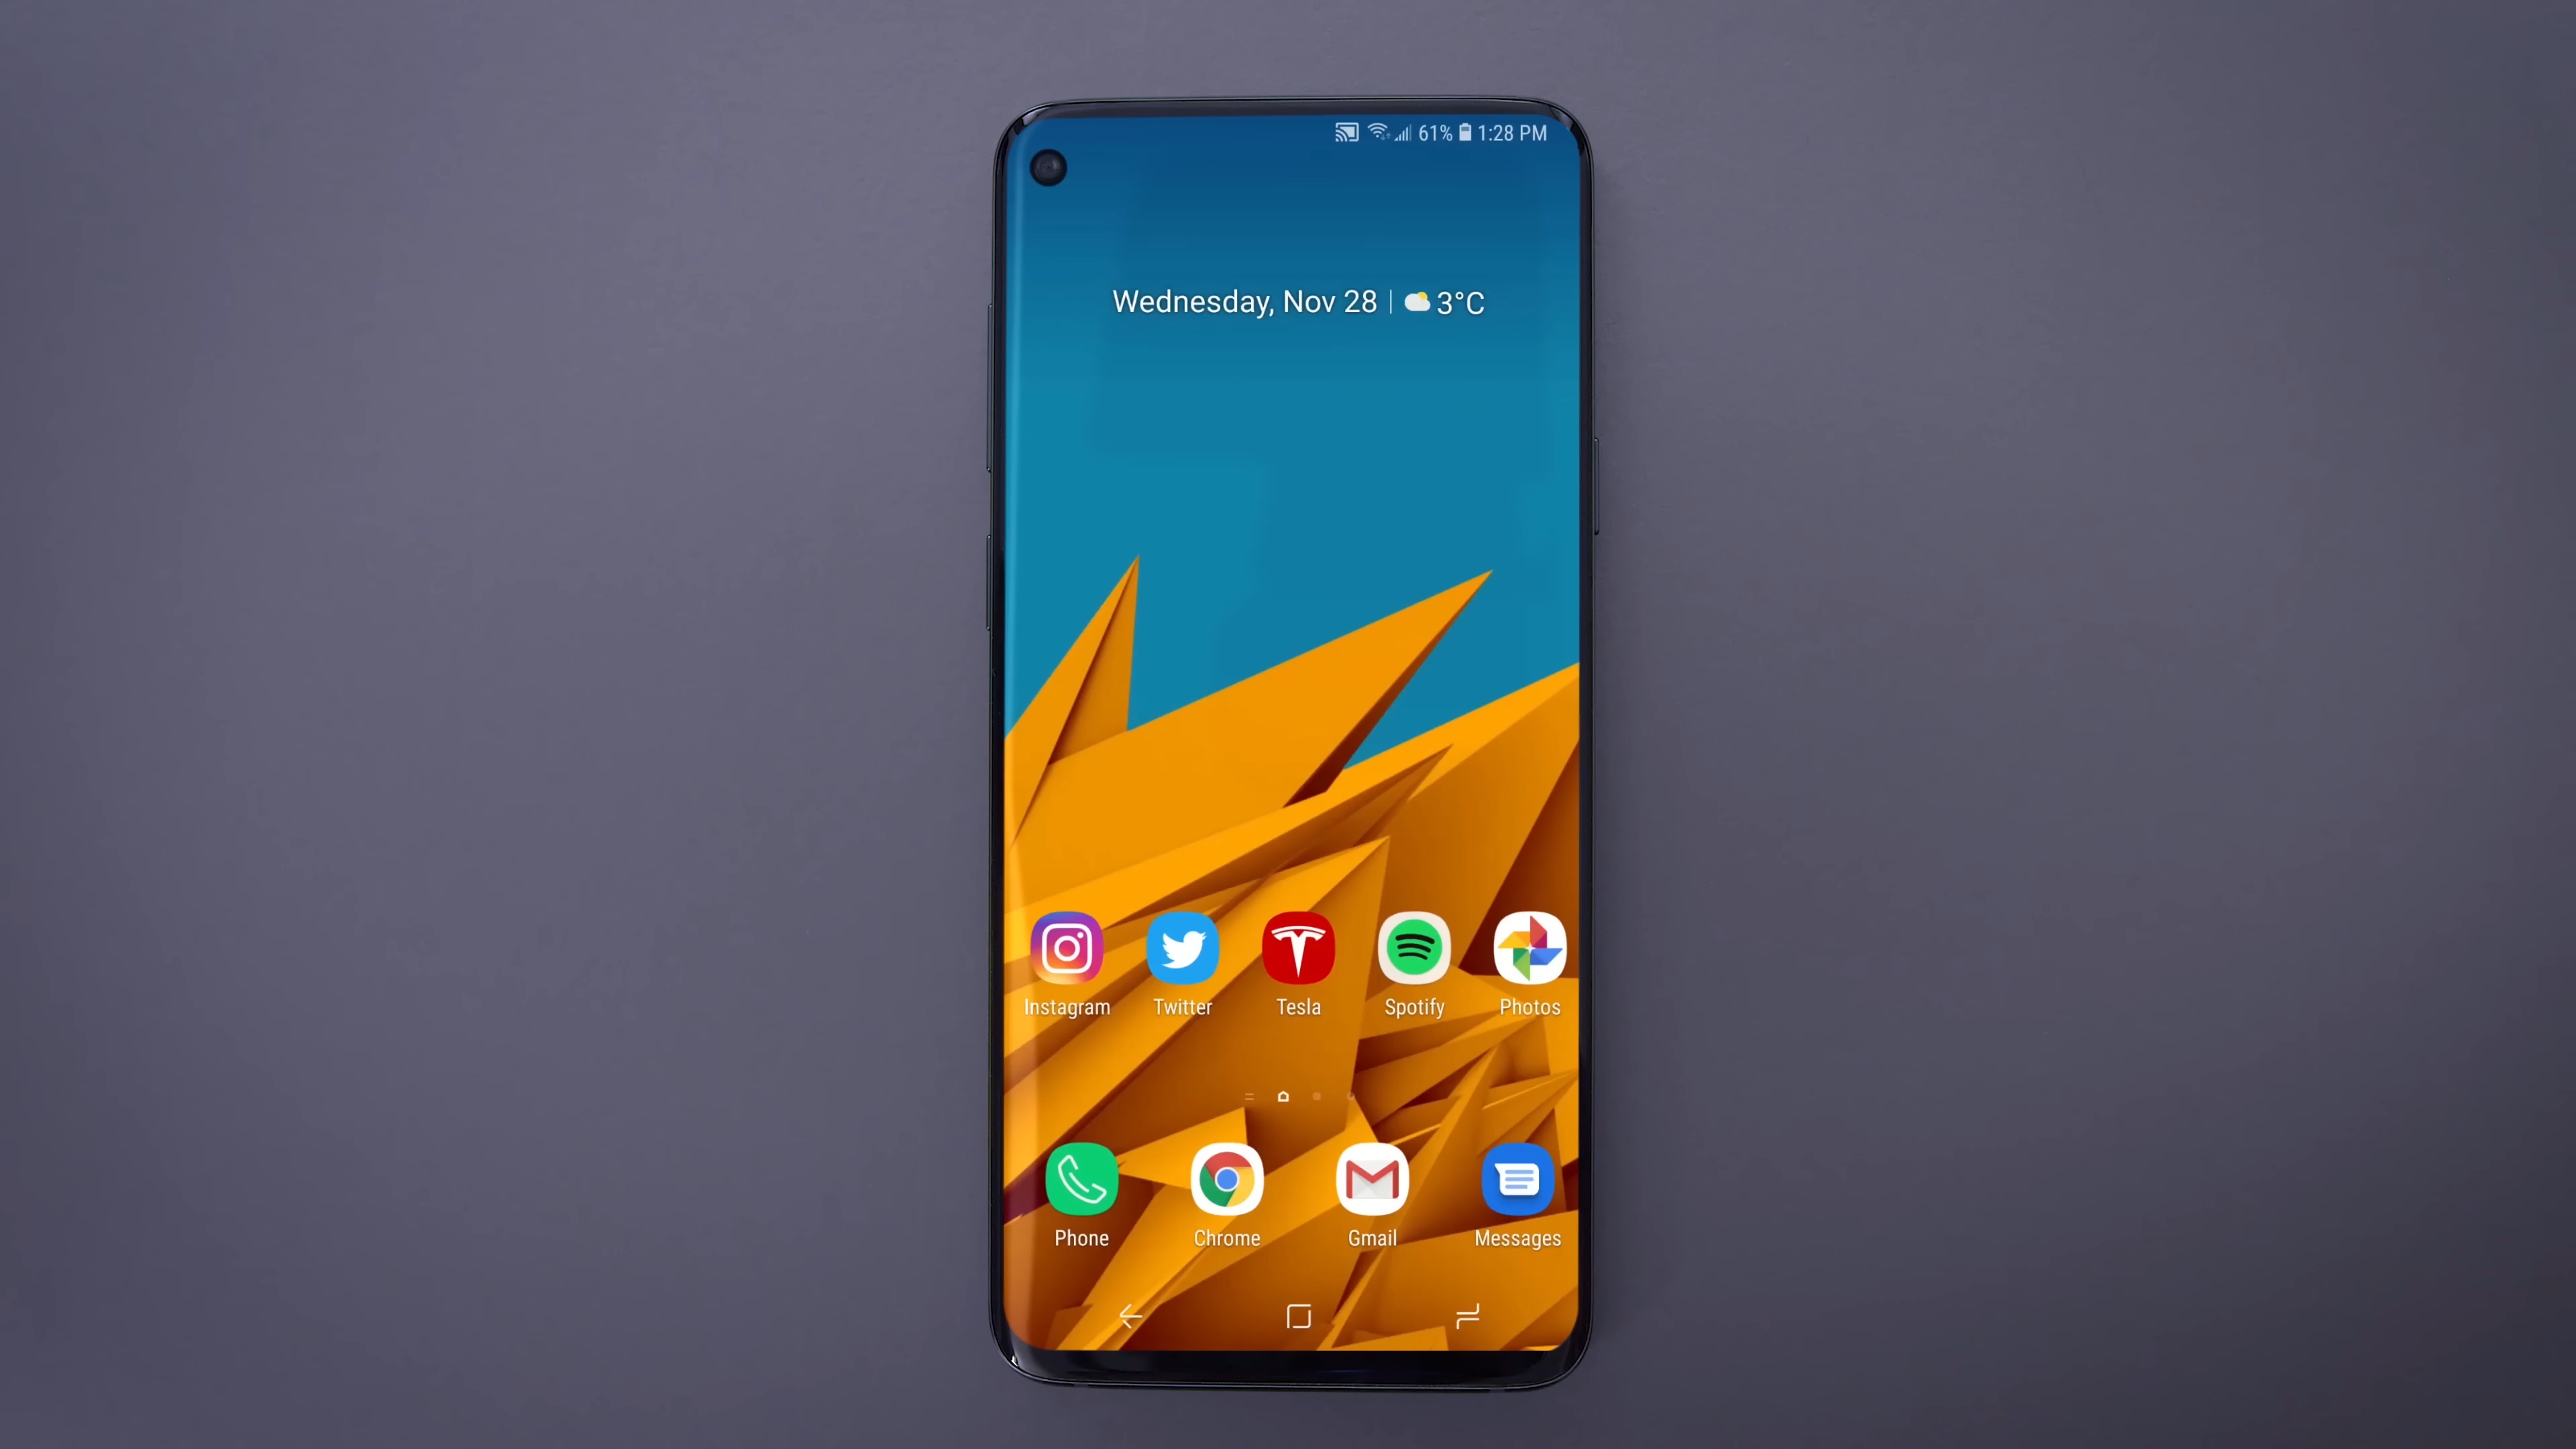 61% 1:28 PM
Wednesday, Nov 28 | 3°C
Instagram Twitter Tesla Spotify Photos
Phone Chrome Gmail Messages